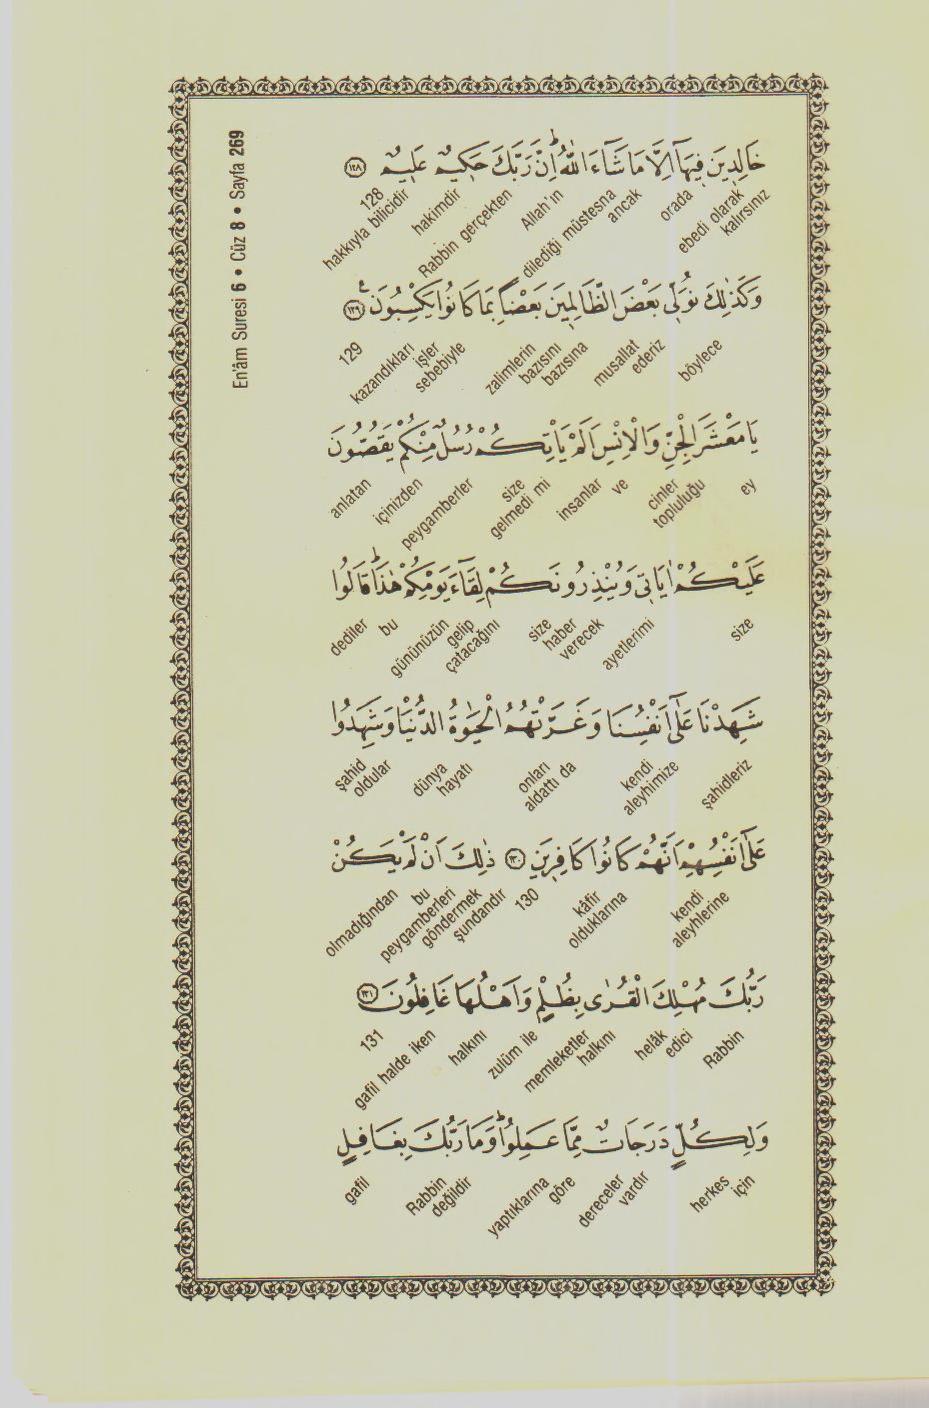 En'âm Suresi 6 • Cüz 8 • Sayfa 269
خَالِدِينَ فِيهَٓا اِلَّا مَا شَٓاءَ اللّٰهُۜ اِنَّ رَبَّكَ حَكِيمٌ عَلِيمٌ ﴿١٢٨﴾
ebedi olarak kalırsınız orada ancak dilediği müstesna Allah'ın Rabbin gerçekten hakimdir hakkıyla bilicidir 128
وَكَذٰلِكَ نُوَلّ۪ي بَعْضَ الظَّالِم۪ينَ بَعْضًا بِمَا كَانُوا يَكْسِبُونَ۟ ﴿١٢٩﴾
böylece musallat ederiz zalimlerin bazısını bazısına kazandıkları işler sebebiyle 129
يَا مَعْشَرَ الْجِنِّ وَالْاِنْسِ اَلَمْ يَأْتِكُمْ رُسُلٌ مِنْكُمْ يَقُصُّونَ
ey cinler topluluğu ve insanlar size gelmedi mi peygamberler içinizden anlatan
عَلَيْكُمْ اٰيَات۪ي وَيُنْذِرُونَكُمْ لِقَٓاءَ يَوْمِكُمْ هٰذَاۜ قَالُوا
size ayetlerimi size haber verecek gelip çatacağını gününüzün bu dediler
شَهِدْنَا عَلٰٓى اَنْفُسِنَا وَغَرَّتْهُمُ الْحَيٰوةُ الدُّنْيَا وَشَهِدُوا
şahidleriz kendi aleyhimize onları aldattı da dünya hayatı şahid oldular
عَلٰٓى اَنْفُسِهِمْ اَنَّهُمْ كَانُوا كَافِر۪ينَ ﴿١٣٠﴾ ذٰلِكَ اَنْ لَمْ يَكُنْ
kendi aleyhlerine kâfir olduklarına 130 bu peygamberleri göndermek şundandır olmadığından
رَبُّكَ مُهْلِكَ الْقُرٰى بِظُلْمٍ وَاَهْلُهَا غَافِلُونَ ﴿١٣١﴾
Rabbin helâk edici memleketler halkını zulüm ile halkını gafil halde iken 131
وَلِكُلٍّ دَرَجَاتٌ مِمَّا عَمِلُواۜ وَمَا رَبُّكَ بِغَافِلٍ
herkes için dereceler vardır yaptıklarına göre Rabbin değildir gafil